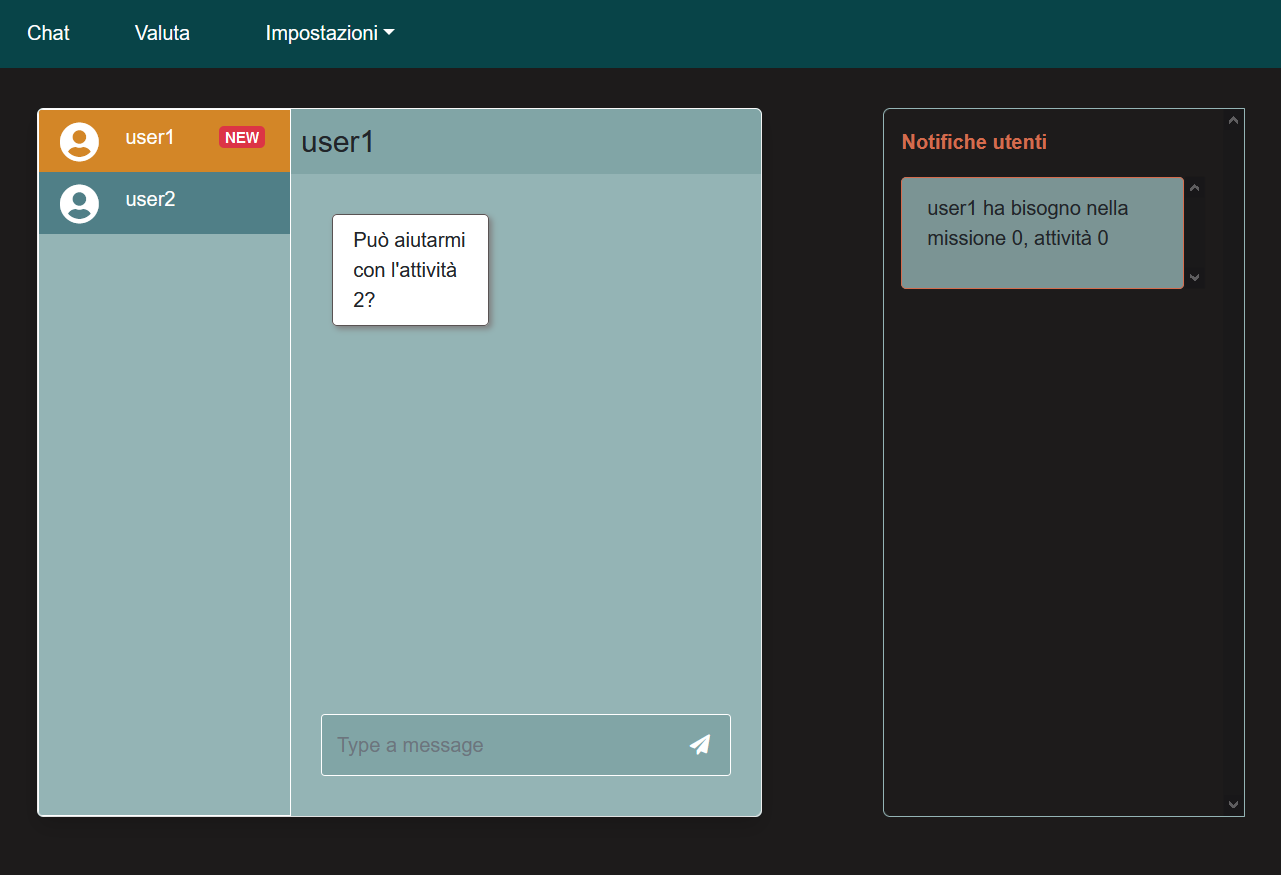 Chat Valuta Impostazioni
user1 NEW
user2
user1
Può aiutarmi
con l'attività
2?
Type a message
Notifiche utenti
user1 ha bisogno nella
missione 0, attività 0